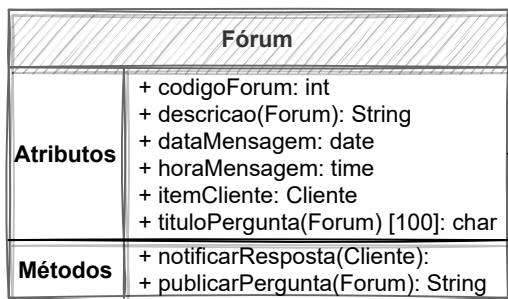 Fórum
Atributos
+ codigoForum: int
+ descricao(Forum): String
+ dataMensagem: date
+ horaMensagem: time
+ itemCliente: Cliente
+ tituloPergunta(Forum) [100]: char
Métodos
+ notificarResposta(Cliente):
+ publicarPergunta(Forum): String